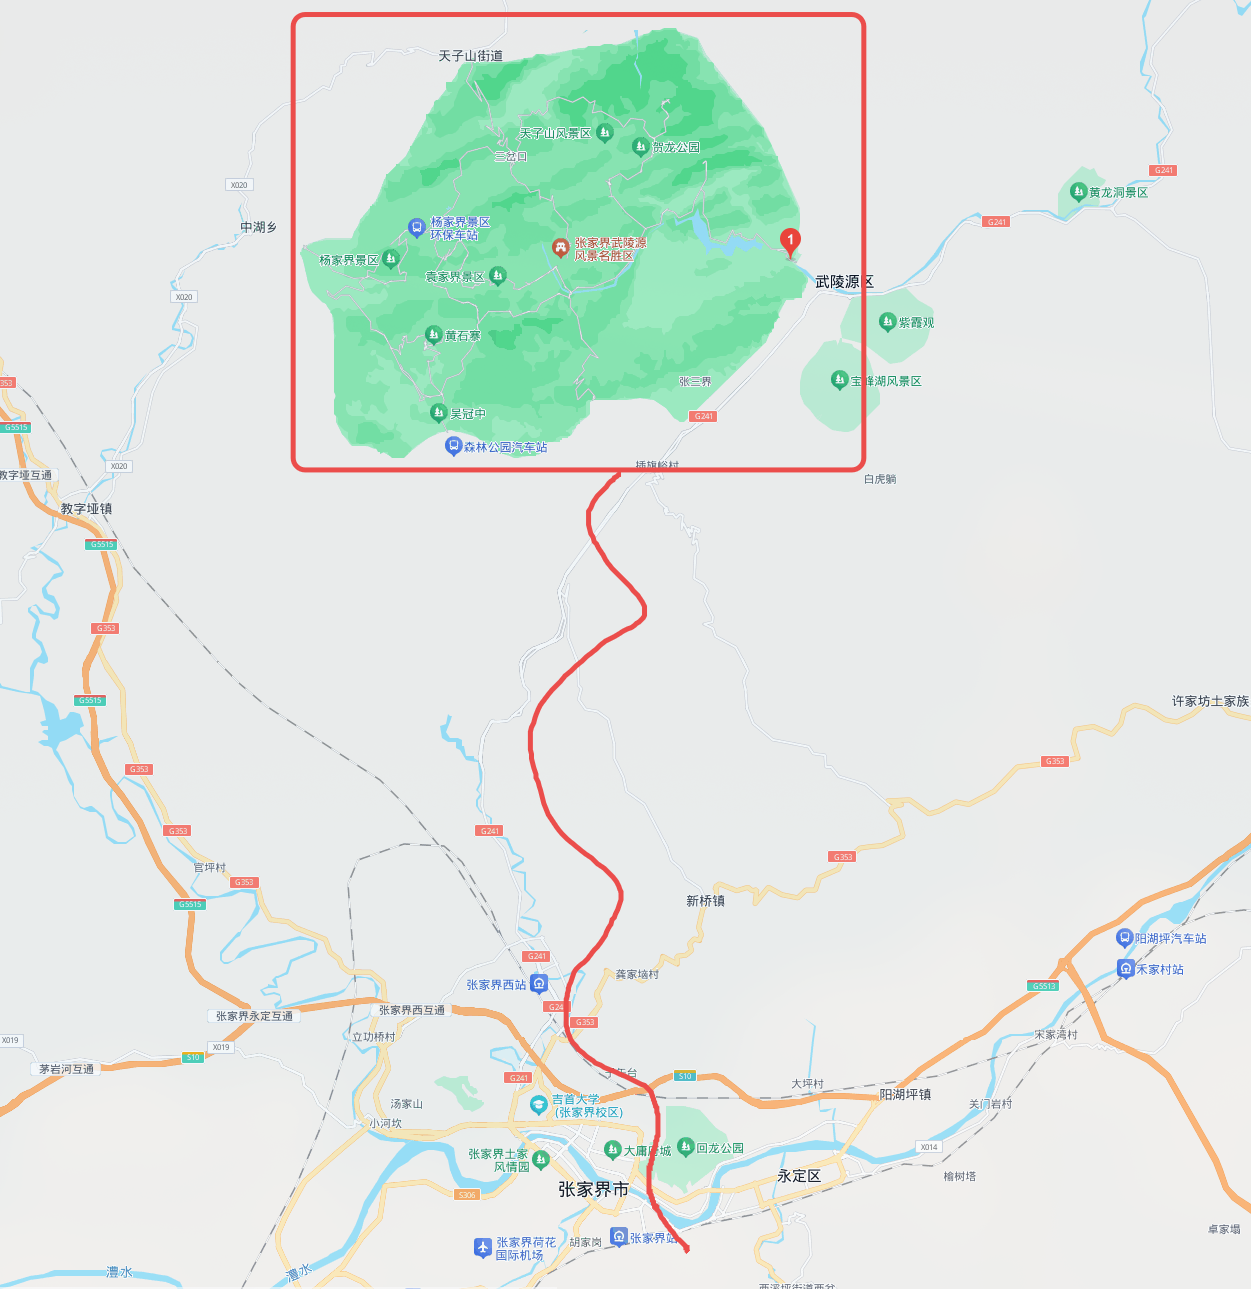 天子山街道
天子山风景区
贺龙公园
三岔口
G241
X020
黄龙洞景区
中湖乡
杨家界景区
环保车站
G241
1
张家界武陵源
风景名胜区
杨家界景区
袁家界景区
武陵源区
X020
紫霞观
黄石寨
张三界
宝峰湖风景区
353
吴冠中
G241
G5515
森林公园汽车站
插旗峪村
X020
教字垭互通
白虎躺
教字垭镇
G5515
G353
G5515
许家坊土家族
G353
G353
G353
G241
G353
官坪村
G353
G5515
新桥镇
阳湖坪汽车站
G241
禾家村站
龚家垴村
张家界西站
G5513
G241
张家界西互通
张家界永定互通
G353
立功桥村
宋家湾村
X019
X019
S10
茅岩河互通
G241
子午台
S10
大坪村
阳湖坪镇
吉首大学
(张家界校区)
汤家山
关门岩村
小河坎
大庸府城
回龙公园
X014
张家界土家
风情园
永定区
榆树塔
张家界市
S306
卓家塌
张家界站
张家界荷花
国际机场
胡家岗
澧水
澧水